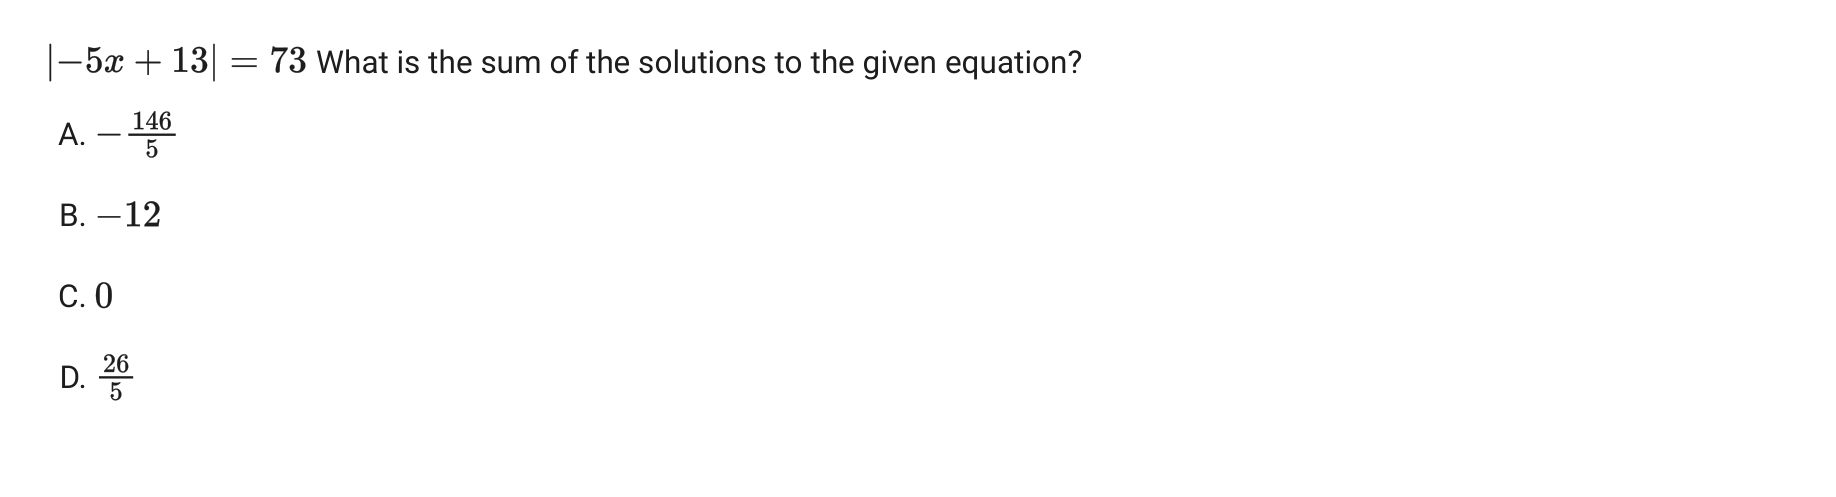 |−5x + 13| = 73 What is the sum of the solutions to the given equation?
A. −\frac{146}{5}
B. −12
C. 0
D. \frac{26}{5}